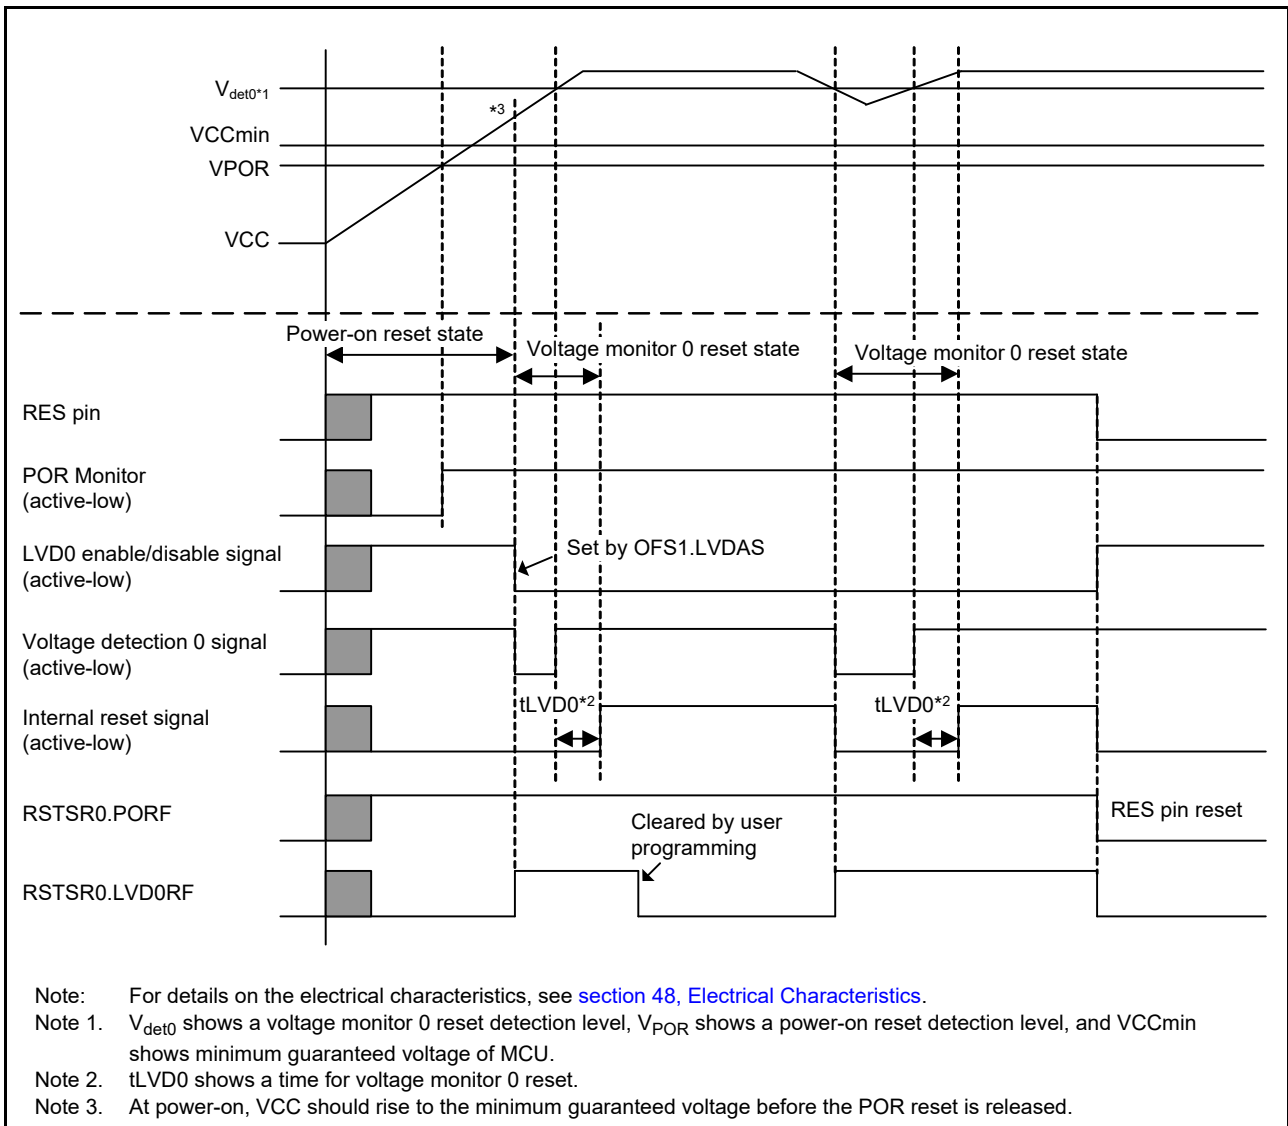 Vdet0*1
*3
VCCmin
VPOR
VCC
Power-on reset state
Voltage monitor 0 reset state
Voltage monitor 0 reset state
RES pin
POR Monitor
(active-low)
LVD0 enable/disable signal
(active-low)
Set by OFS1.LVDAS
Voltage detection 0 signal
(active-low)
tLVD0*2
tLVD0*2
Internal reset signal
(active-low)
RSTSR0.PORF
RES pin reset
Cleared by user
programming
RSTSR0.LVD0RF
Note: For details on the electrical characteristics, see section 48, Electrical Characteristics.
Note 1. Vdet0 shows a voltage monitor 0 reset detection level, VPOR shows a power-on reset detection level, and VCCmin
shows minimum guaranteed voltage of MCU.
Note 2. tLVD0 shows a time for voltage monitor 0 reset.
Note 3. At power-on, VCC should rise to the minimum guaranteed voltage before the POR reset is released.